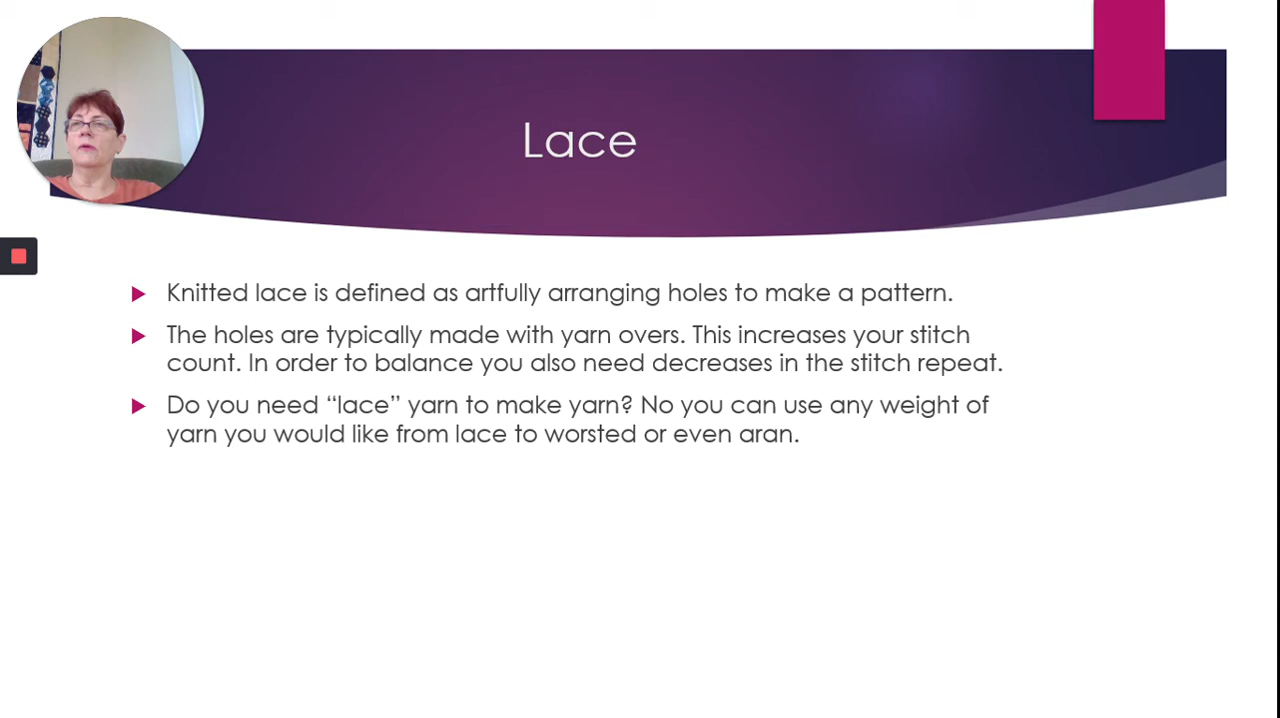 Lace
Knitted lace is defined as artfully arranging holes to make a pattern.
The holes are typically made with yarn overs. This increases your stitch
count. In order to balance you also need decreases in the stitch repeat.
Do you need “lace” yarn to make yarn? No you can use any weight of
yarn you would like from lace to worsted or even aran.